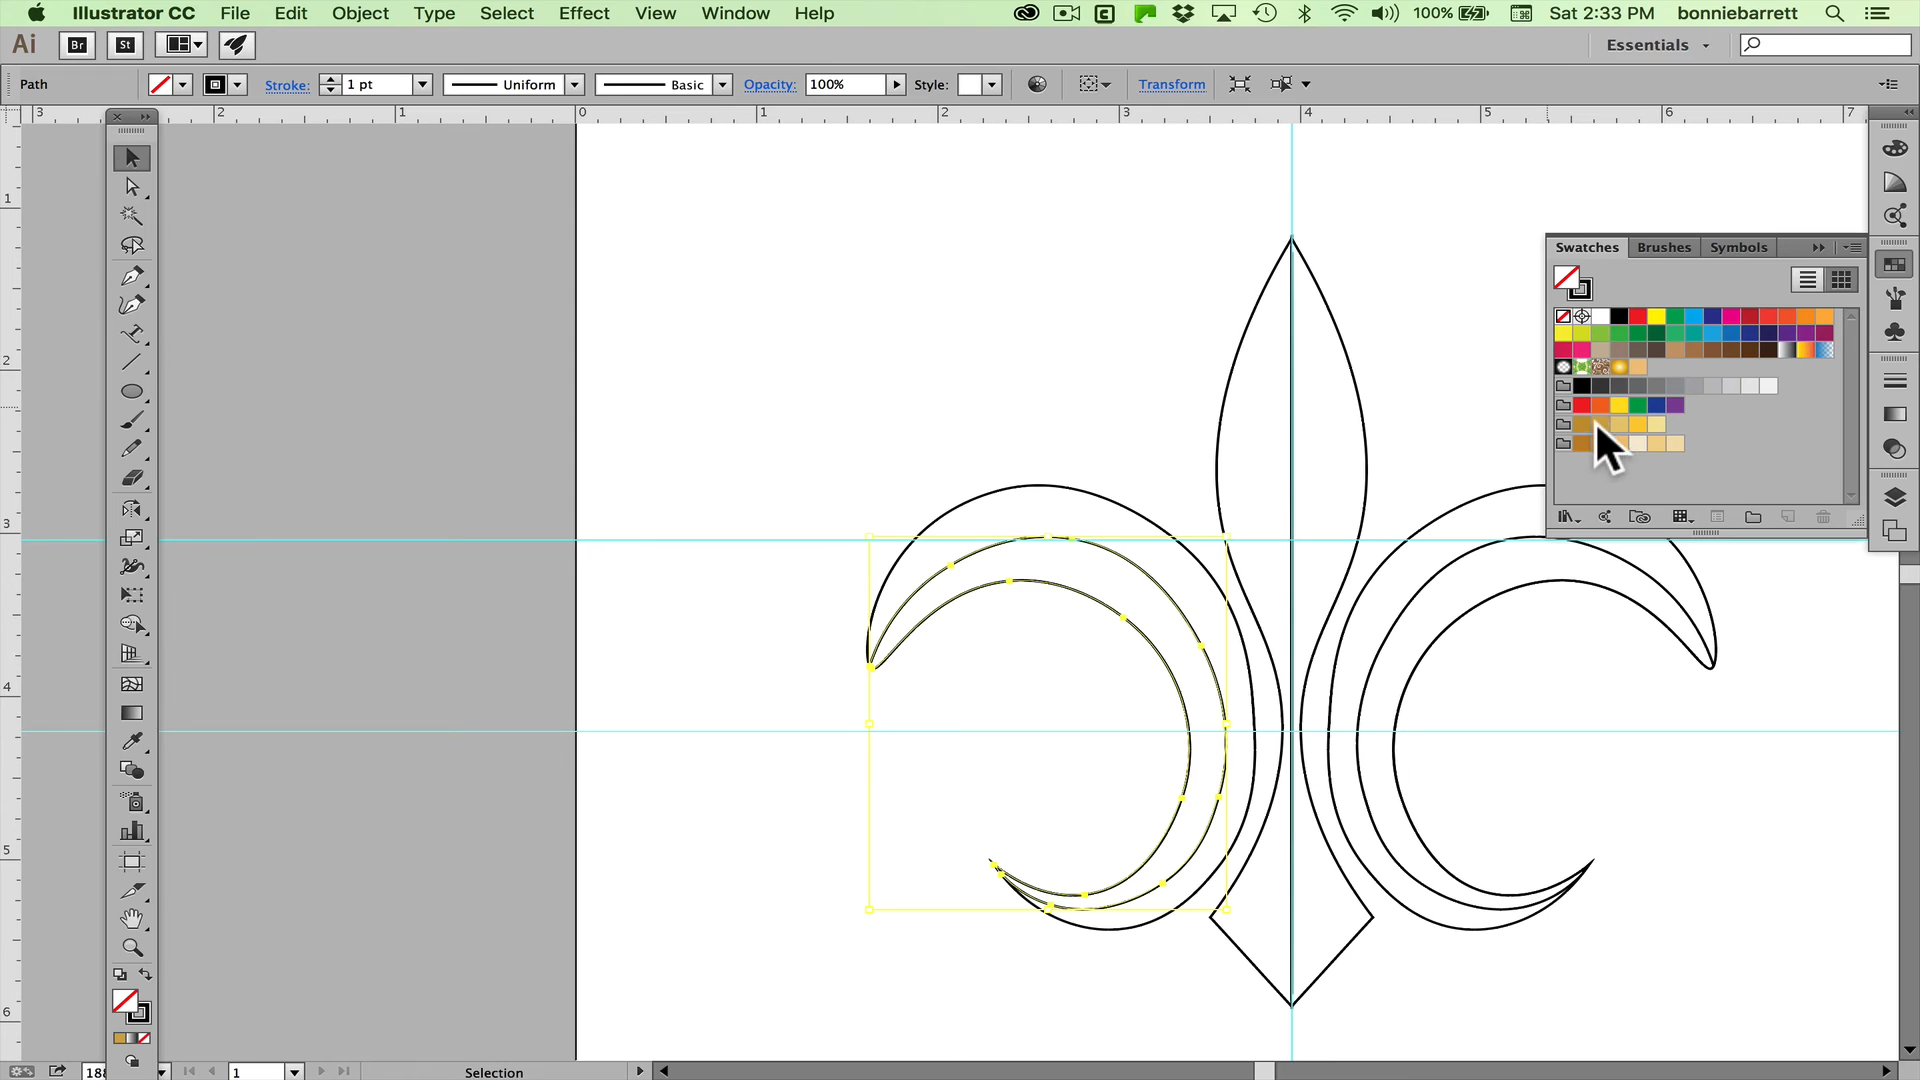 Illustrator CC File Edit Object Type Select Effect View Window Help 100% Sat 2:33 PM bonniebarrett
Ai Br St Essentials
Path Stroke: 1 pt Uniform Basic Opacity: 100% Style: Transform
3 2 1 0 1 2 3 4 5 6 7
1
2
3
4
5
6
Swatches Brushes Symbols
1 Selection